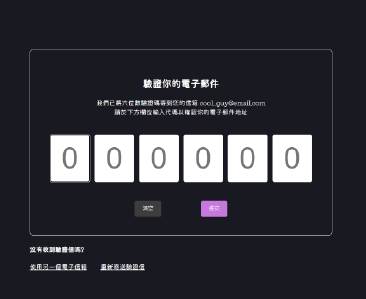 驗證你的電子郵件
我們已將六位數驗證碼寄到您的信箱 cool_guy@email.com
請於下方欄位輸入代碼以確認你的電子郵件地址
0 0 0 0 0 0
清空 提交
沒有收到驗證信嗎?
使用另一個電子信箱 重新寄送驗證信